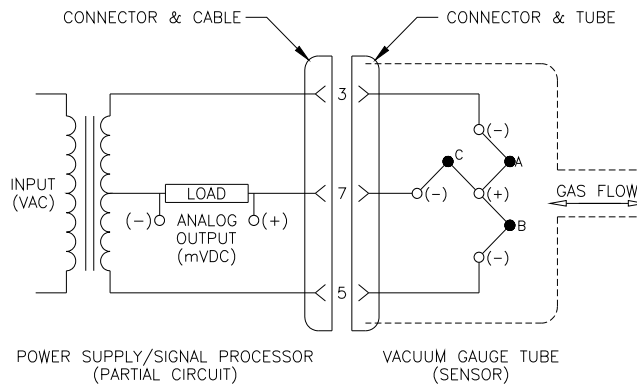 CONNECTOR & CABLE
CONNECTOR & TUBE
3
(-)
C
A
INPUT
(VAC)
LOAD
7
(-)
(+)
GAS FLOW
(-)
ANALOG
OUTPUT
(mVDC)
(+)
B
(-)
5
POWER SUPPLY/SIGNAL PROCESSOR
(PARTIAL CIRCUIT)
VACUUM GAUGE TUBE
(SENSOR)